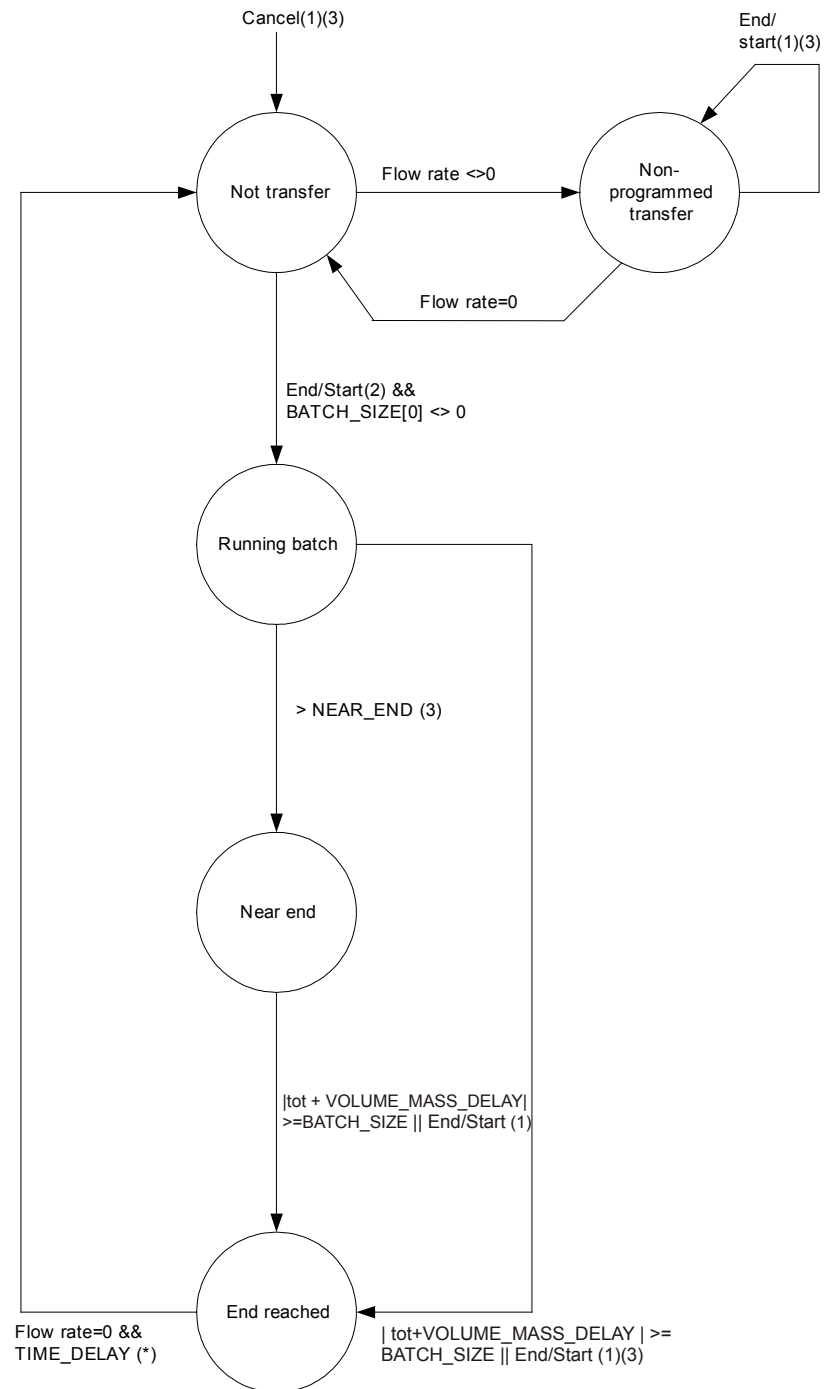 Cancel(1)(3)
End/
start(1)(3)
Not transfer
Flow rate <>0
Non-
programmed
transfer
Flow rate=0
End/Start(2) &&
BATCH_SIZE[0] <> 0
Running batch
> NEAR_END (3)
Near end
|tot + VOLUME_MASS_DELAY|
>=BATCH_SIZE || End/Start (1)
End reached
Flow rate=0 &&
TIME_DELAY (*)
| tot+VOLUME_MASS_DELAY | >=
BATCH_SIZE || End/Start (1)(3)